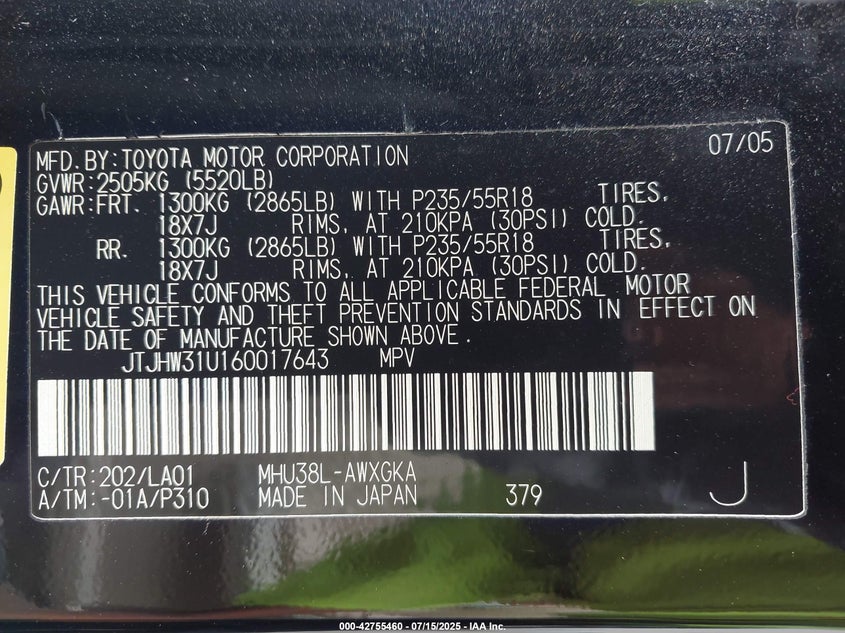 07/05
MFD. BY: TOYOTA MOTOR CORPORATION
GVWR: 2505KG (5520LB)
GAWR: FRT. 1300KG (2865LB) WITH P235/55R18 TIRES,
18X7J RIMS, AT 210KPA (30PSI) COLD.
RR. 1300KG (2865LB) WITH P235/55R18 TIRES,
18X7J RIMS, AT 210KPA (30PSI) COLD.
THIS VEHICLE CONFORMS TO ALL APPLICABLE FEDERAL MOTOR
VEHICLE SAFETY AND THEFT PREVENTION STANDARDS IN EFFECT ON
THE DATE OF MANUFACTURE SHOWN ABOVE.
JTJHW31U160017643 MPV
C/TR: 202/LA01 MHU38L-AWXGKA
A/TM: -01A/P310 MADE IN JAPAN 379 J
000-42755460 - 07/15/2025 - IAA Inc.